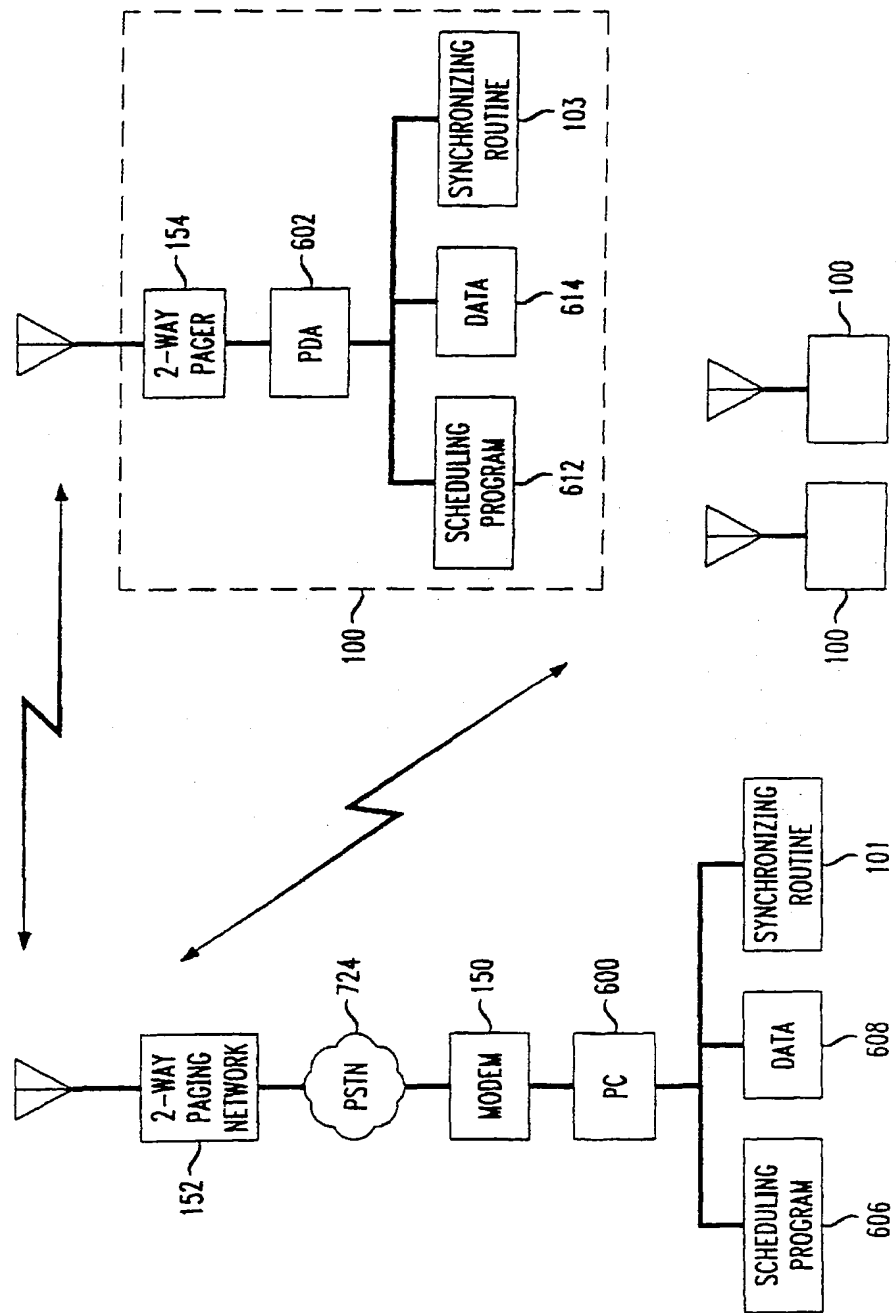 2-WAY
PAGING
NETWORK
152
PSTN
724
MODEM
150
PC
600
SCHEDULING
PROGRAM
606
DATA
608
SYNCHRONIZING
ROUTINE
101
2-WAY
PAGER
154
PDA
602
SCHEDULING
PROGRAM
612
DATA
614
SYNCHRONIZING
ROUTINE
103
100
100
100